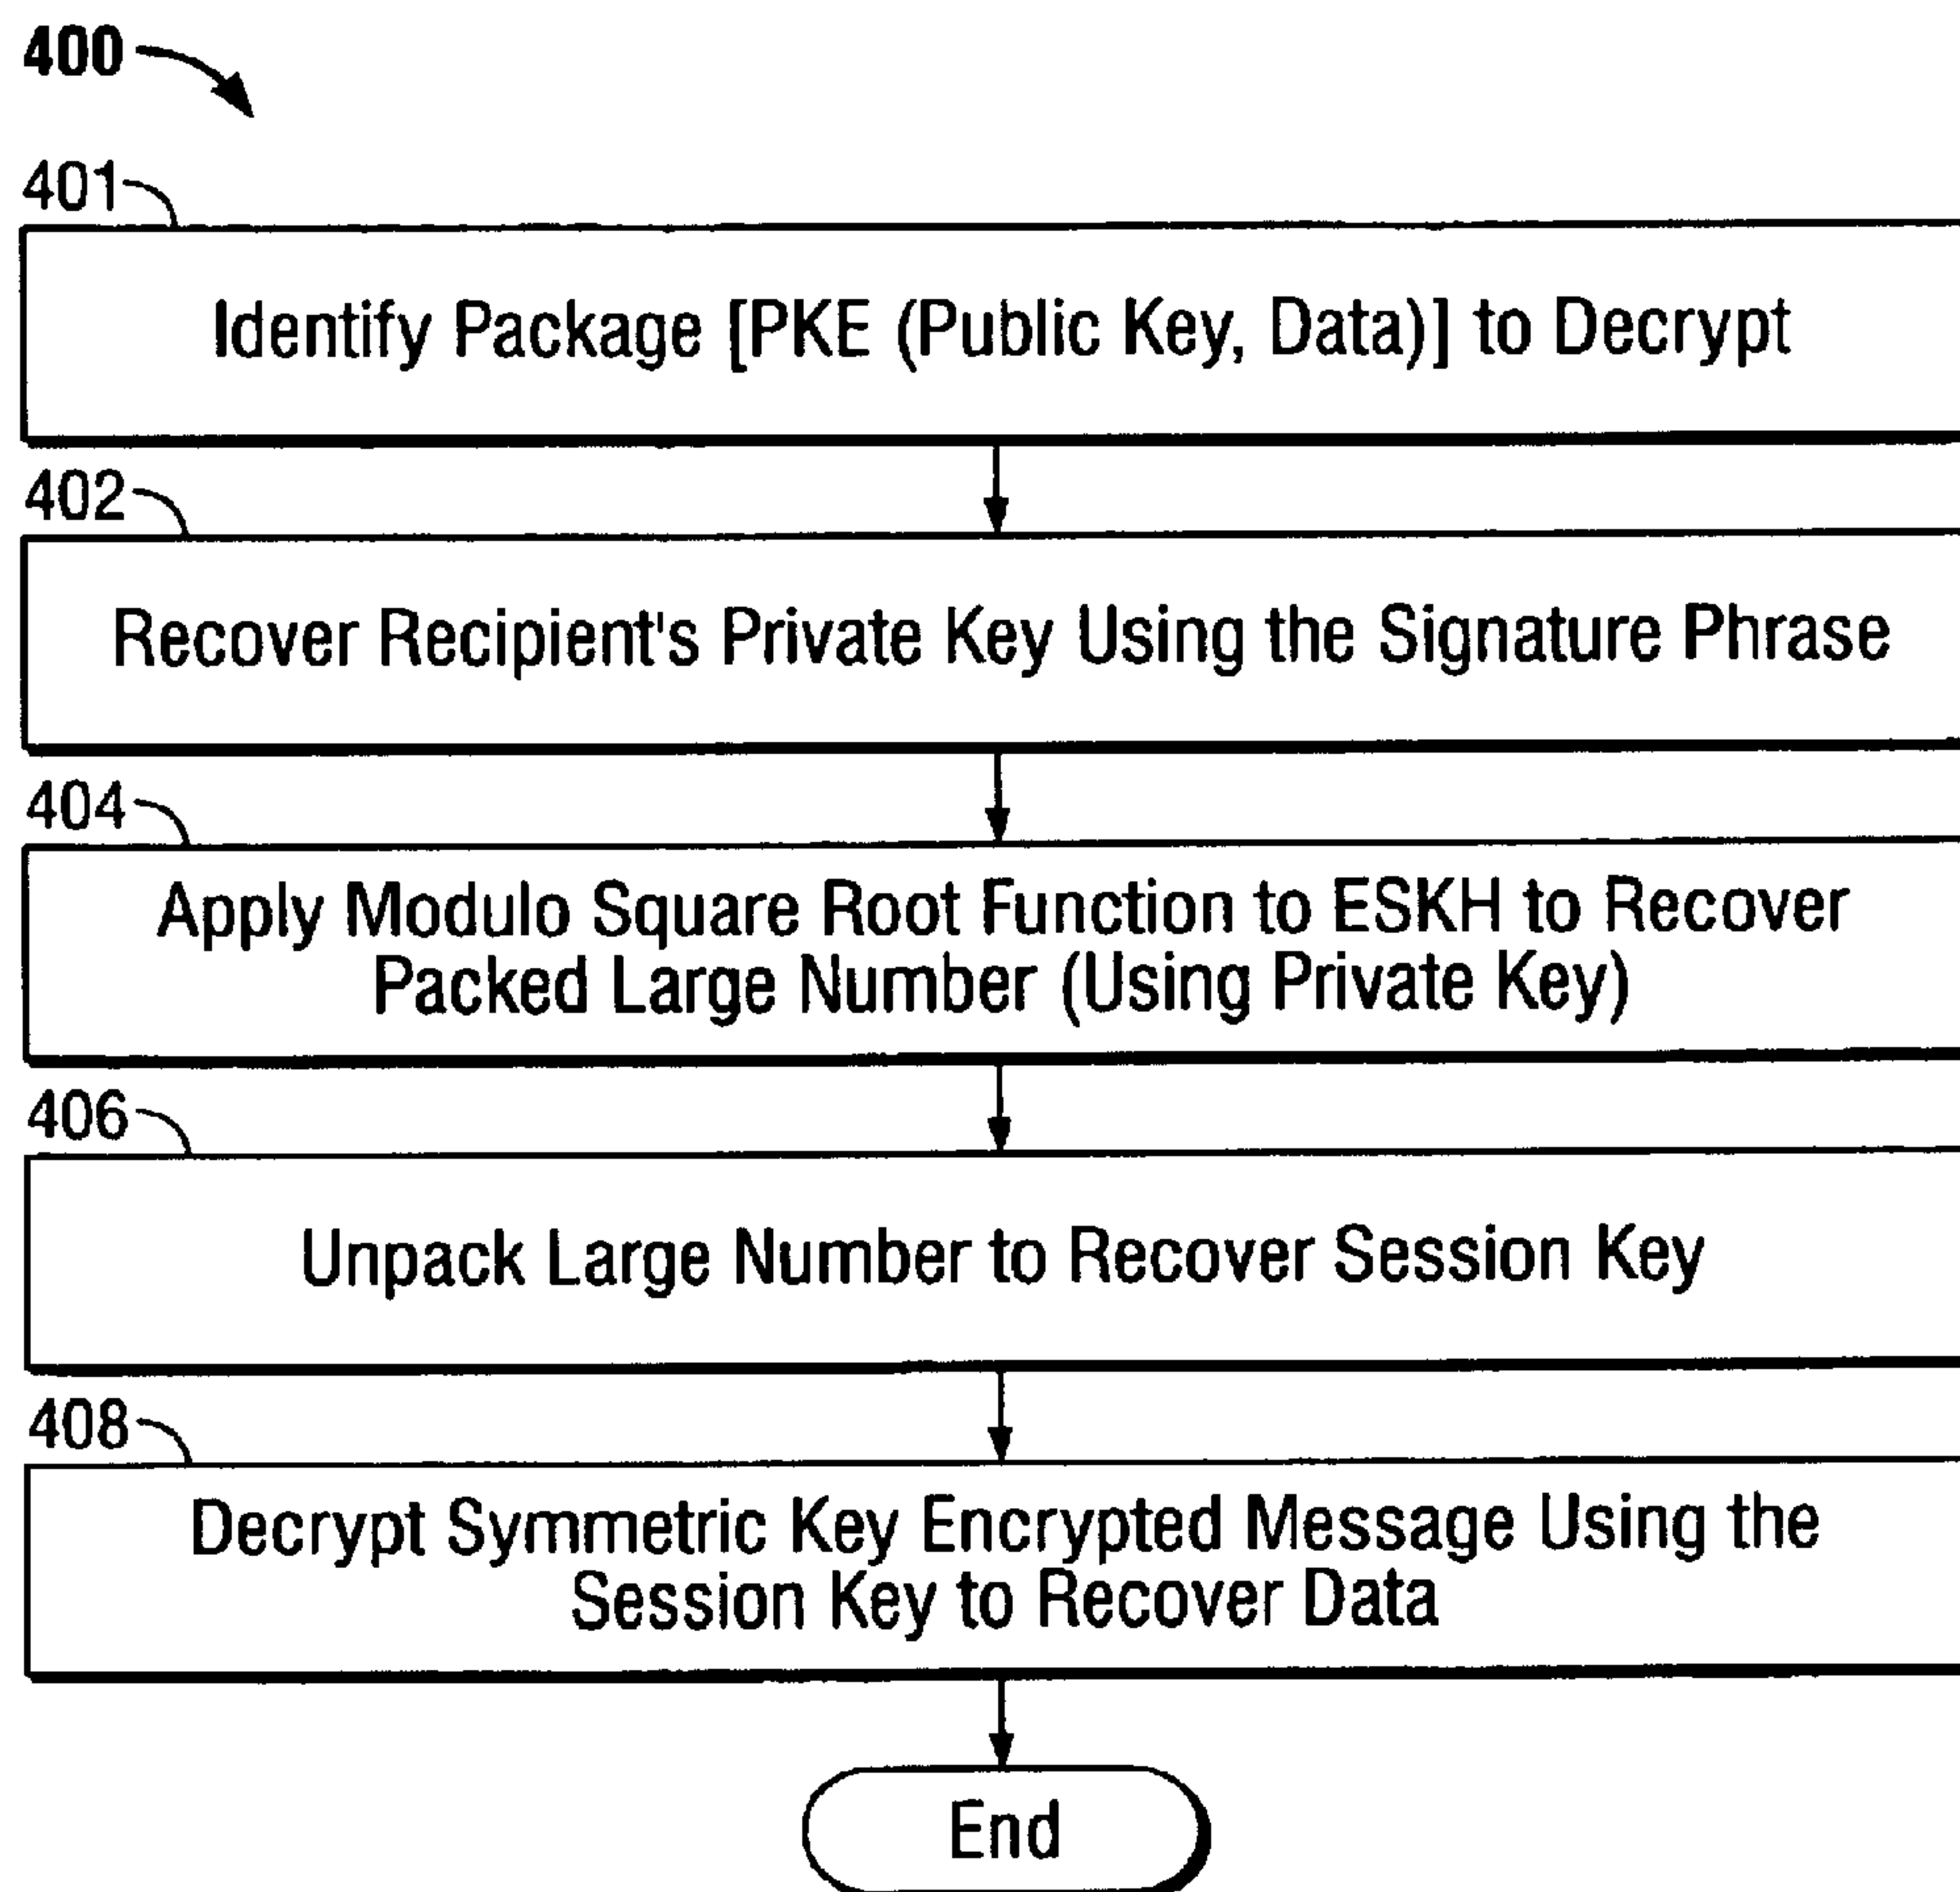 400
401
Identify Package [PKE (Public Key, Data)] to Decrypt
402
Recover Recipient's Private Key Using the Signature Phrase
404
Apply Modulo Square Root Function to ESKH to Recover
Packed Large Number (Using Private Key)
406
Unpack Large Number to Recover Session Key
408
Decrypt Symmetric Key Encrypted Message Using the
Session Key to Recover Data
End